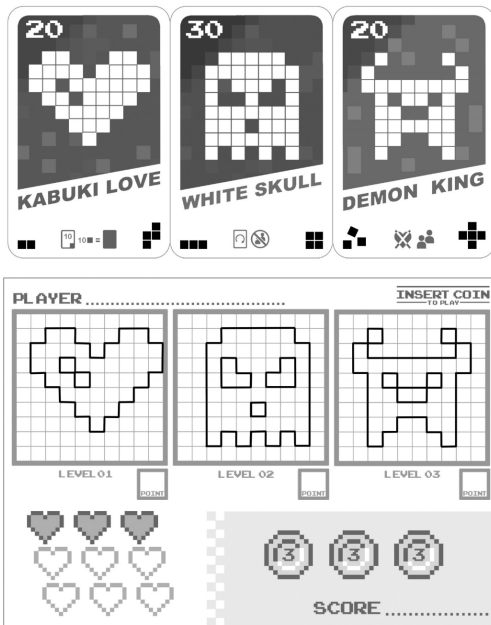 20
30
20
KABUKI LOVE
WHITE SKULL
DEMON KING
10
10 =
PLAYER
INSERT COIN
TO PLAY
LEVEL 01
POINT
LEVEL 02
POINT
LEVEL 03
POINT
3
3
3
SCORE